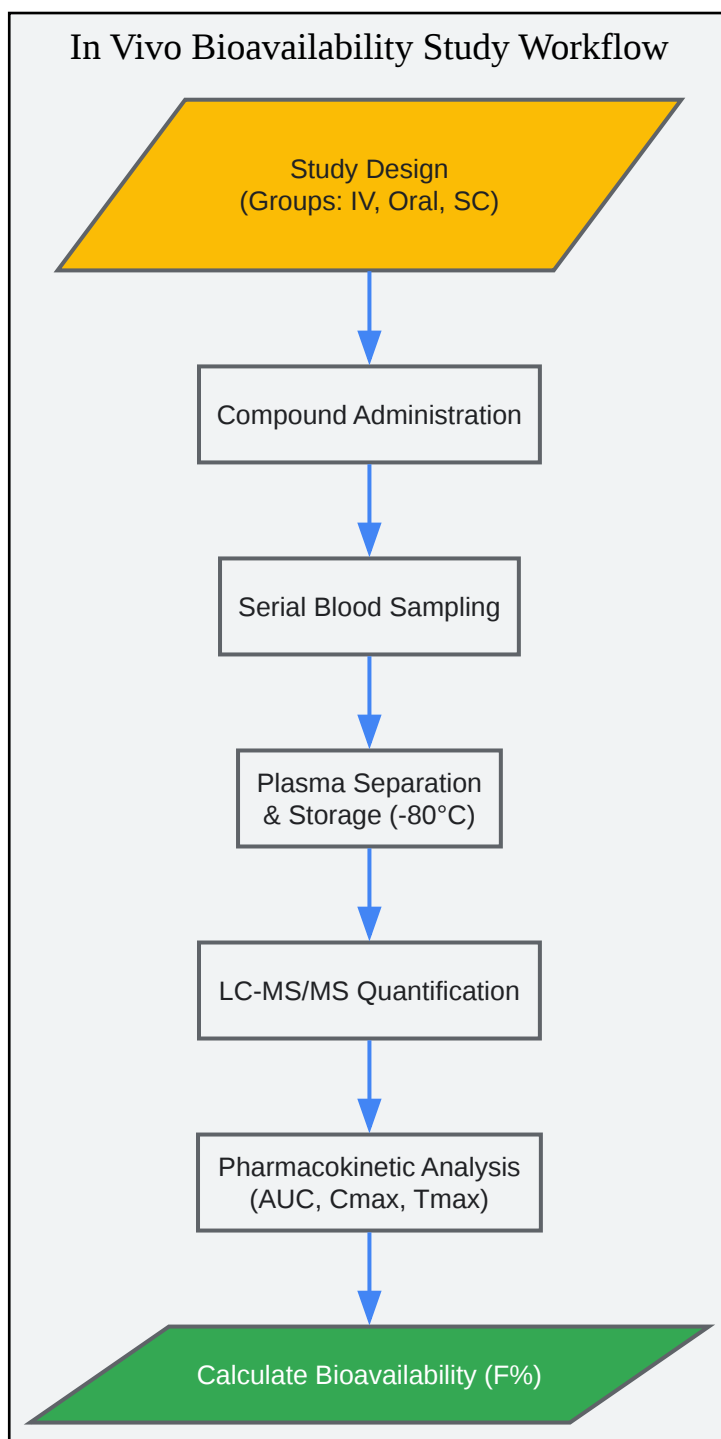 In Vivo Bioavailability Study Workflow
Study Design
(Groups: IV, Oral, SC)
Compound Administration
Serial Blood Sampling
Plasma Separation
& Storage (-80°C)
LC-MS/MS Quantification
Pharmacokinetic Analysis
(AUC, Cmax, Tmax)
Calculate Bioavailability (F%)